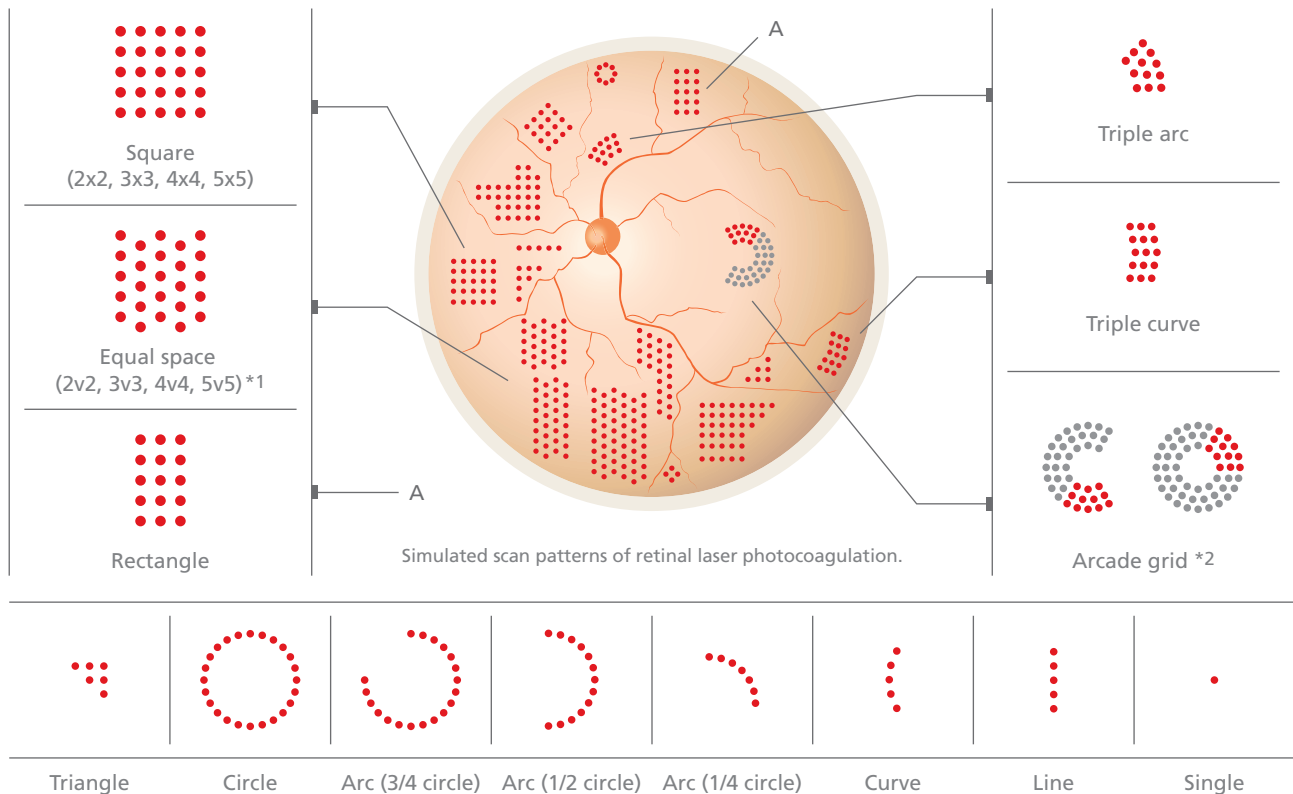 Square
(2x2, 3x3, 4x4, 5x5)
Equal space
(2v2, 3v3, 4v4, 5v5) *1
Rectangle
A
A
Simulated scan patterns of retinal laser photocoagulation.
Triple arc
Triple curve
Arcade grid *2
Triangle
Circle
Arc (3/4 circle)
Arc (1/2 circle)
Arc (1/4 circle)
Curve
Line
Single